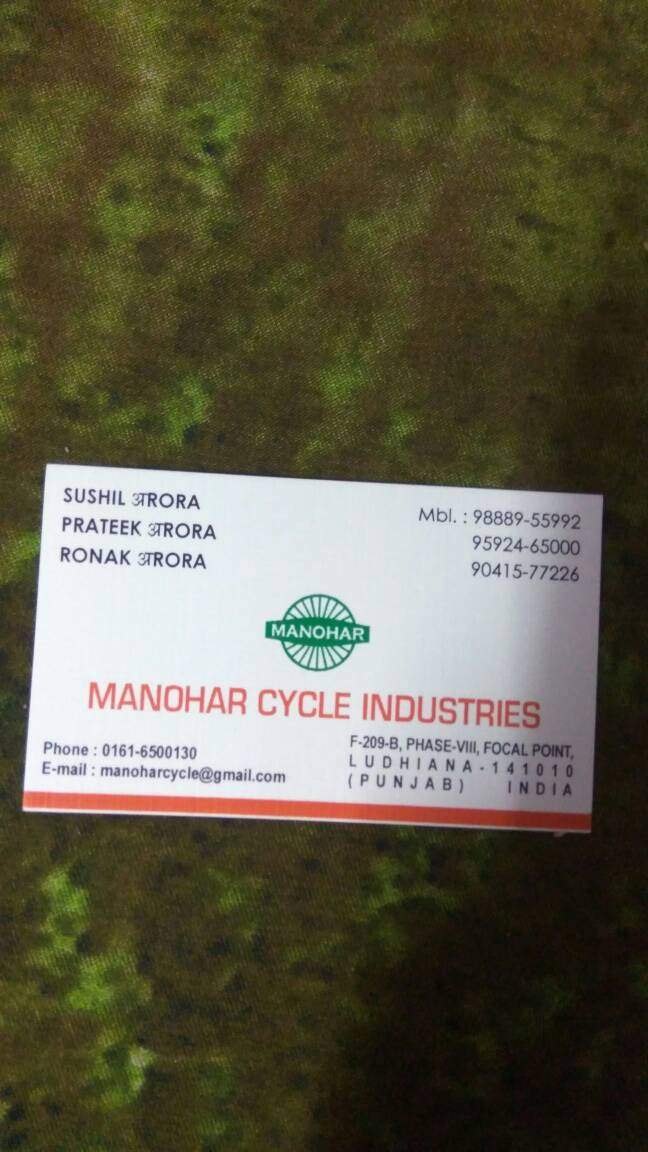 SUSHIL अRORA
PRATEEK अRORA
RONAK अRORA
Mbl. : 98889-55992
95924-65000
90415-77226
MANOHAR
MANOHAR CYCLE INDUSTRIES
Phone : 0161-6500130
E-mail : manoharcycle@gmail.com
F-209-B, PHASE-VIII, FOCAL POINT,
LUDHIANA-141010
(PUNJAB) INDIA